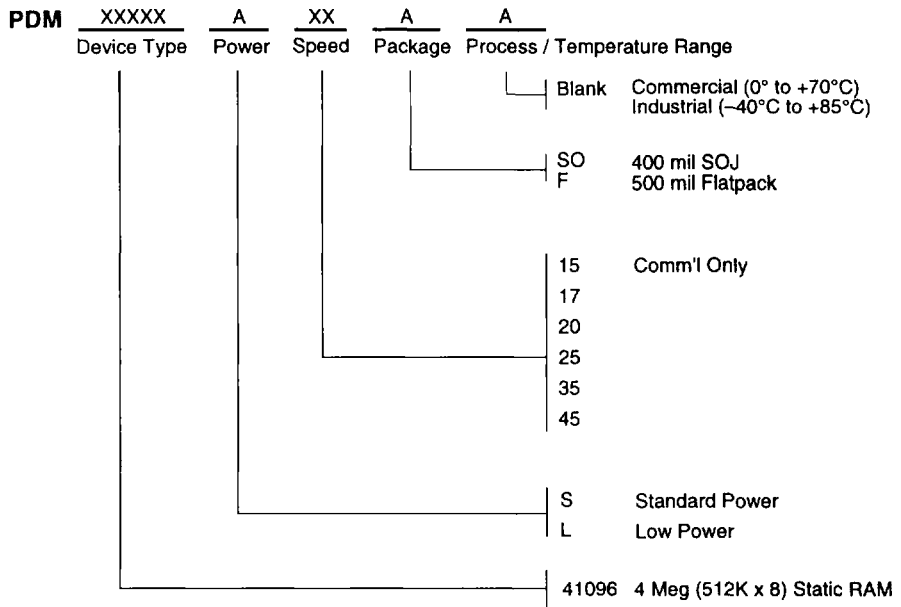 PDM XXXXX A XX A A
Device Type Power Speed Package Process / Temperature Range
Blank Commercial (0° to +70°C)
Industrial (–40°C to +85°C)
SO 400 mil SOJ
F 500 mil Flatpack
15 Comm'l Only
17
20
25
35
45
S Standard Power
L Low Power
41096 4 Meg (512K x 8) Static RAM